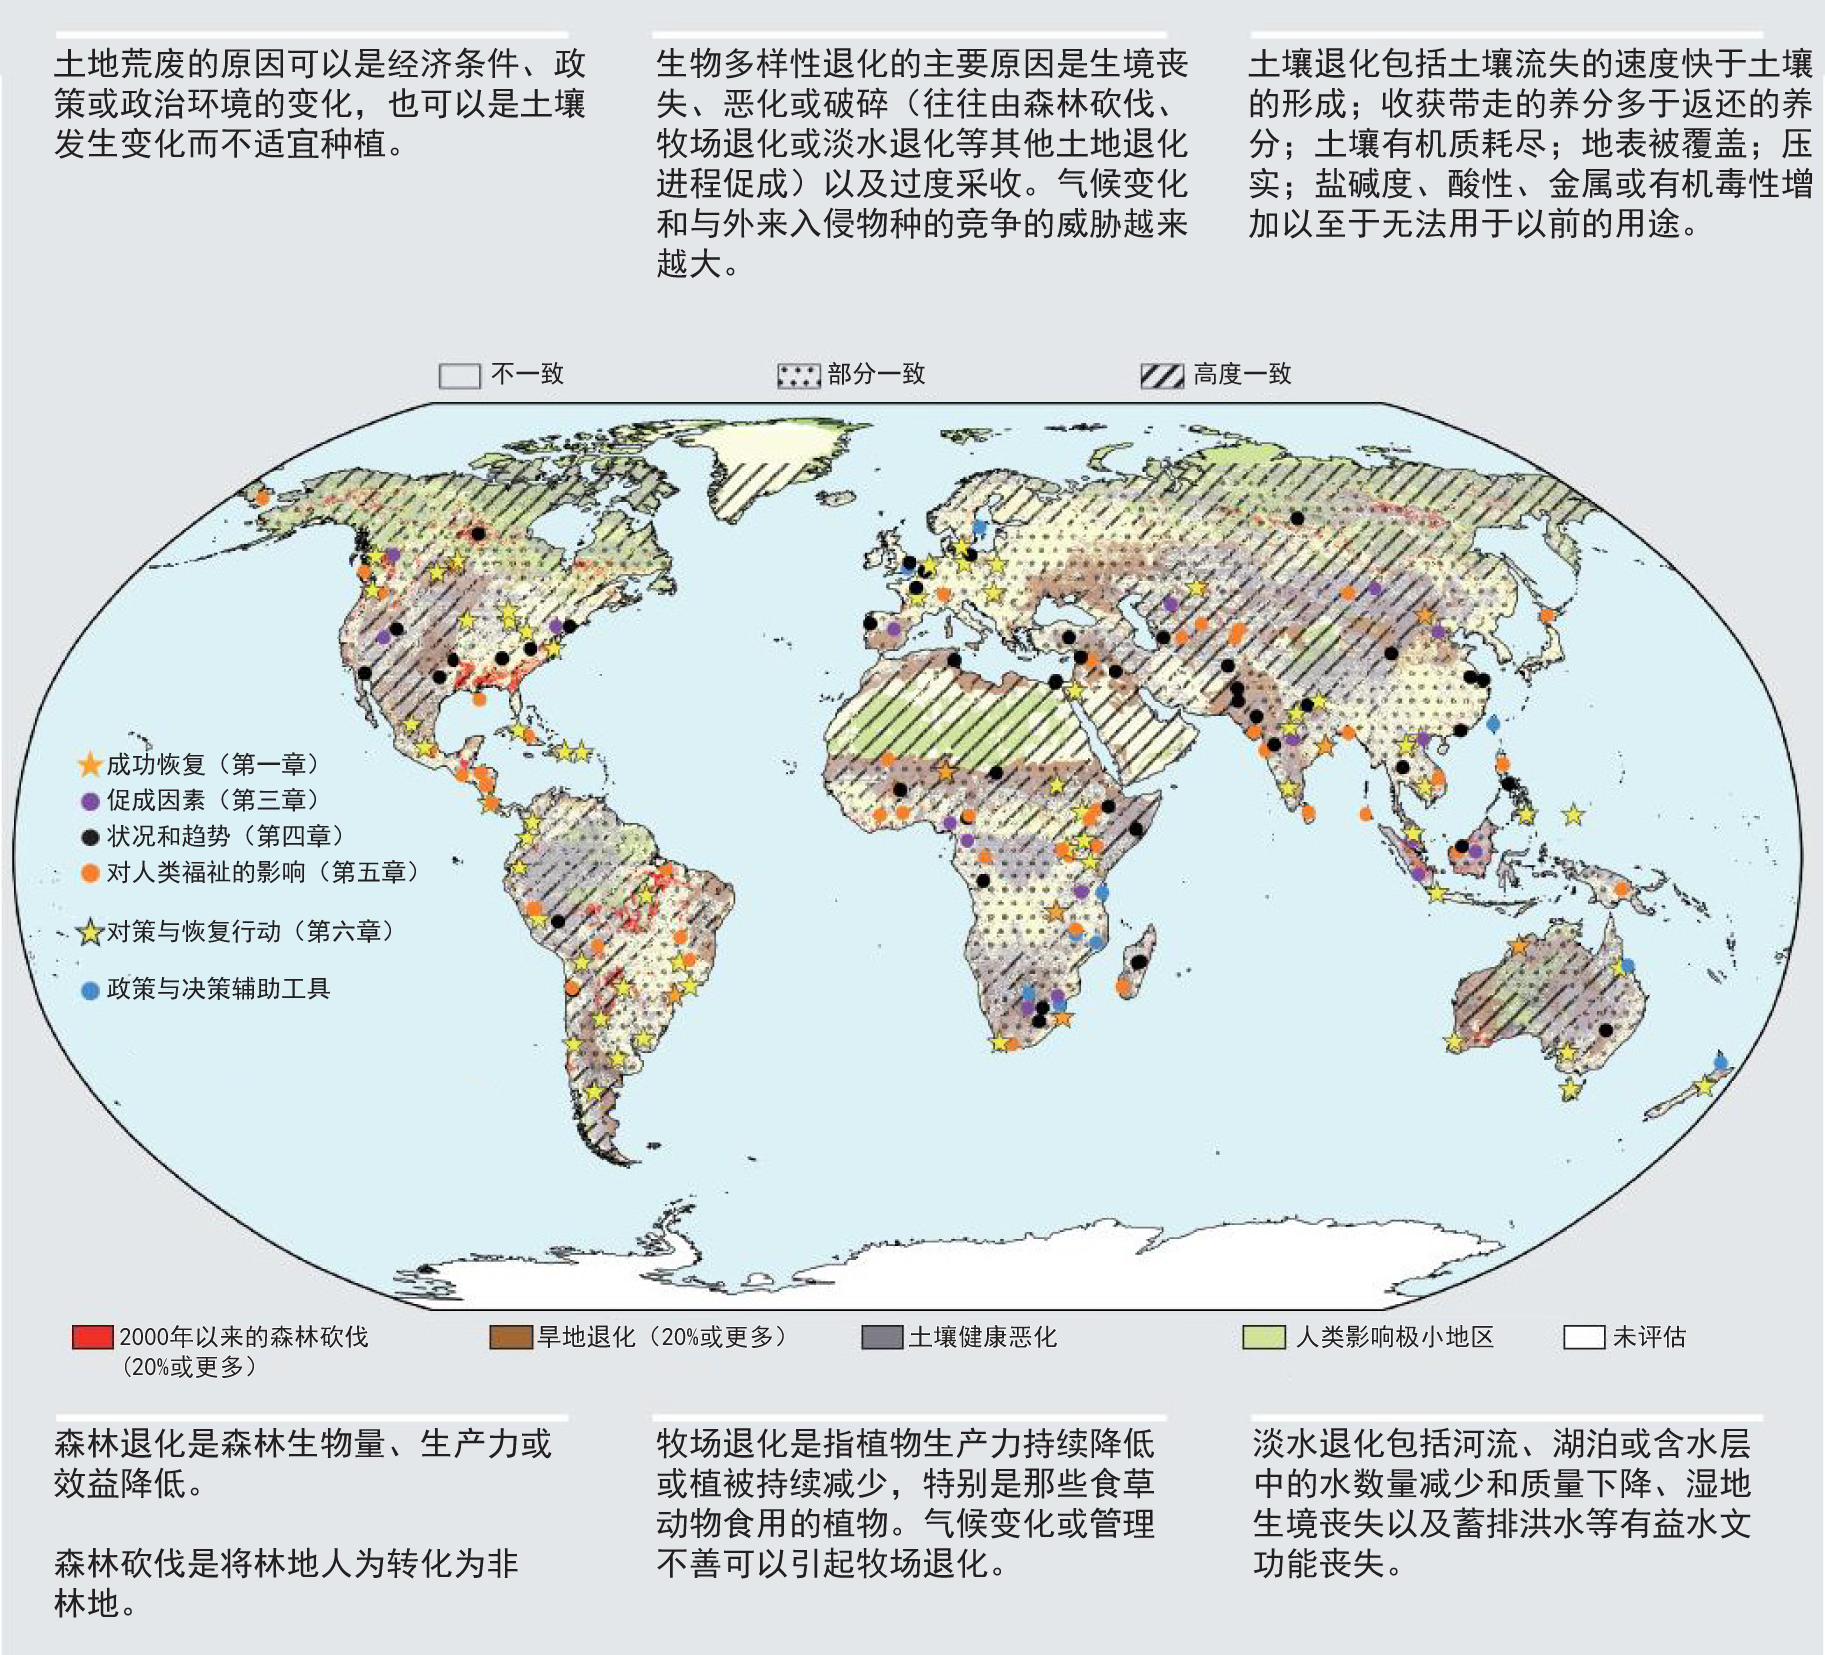 土地荒废的原因可以是经济条件、政
策或政治环境的变化，也可以是土壤
发生变化而不适宜种植。
生物多样性退化的主要原因是生境丧
失、恶化或破碎（往往由森林砍伐、
牧场退化或淡水退化等其他土地退化
进程促成）以及过度采收。气候变化
和与外来入侵物种的竞争的威胁越来
越大。
土壤退化包括土壤流失的速度快于土壤
的形成；收获带走的养分多于返还的养
分；土壤有机质耗尽；地表被覆盖；压
实；盐碱度、酸性、金属或有机毒性增
加以至于无法用于以前的用途。
不一致
部分一致
高度一致
成功恢复（第一章）
促成因素（第三章）
状况和趋势（第四章）
对人类福祉的影响（第五章）
对策与恢复行动（第六章）
政策与决策辅助工具
2000年以来的森林砍伐
（20%或更多）
旱地退化（20%或更多）
土壤健康恶化
人类影响极小地区
未评估
森林退化是森林生物量、生产力或
效益降低。
森林砍伐是将林地人为转化为非
林地。
牧场退化是指植物生产力持续降低
或植被持续减少，特别是那些食草
动物食用的植物。气候变化或管理
不善可以引起牧场退化。
淡水退化包括河流、湖泊或含水层
中的水数量减少和质量下降、湿地
生境丧失以及蓄排洪水等有益水文
功能丧失。